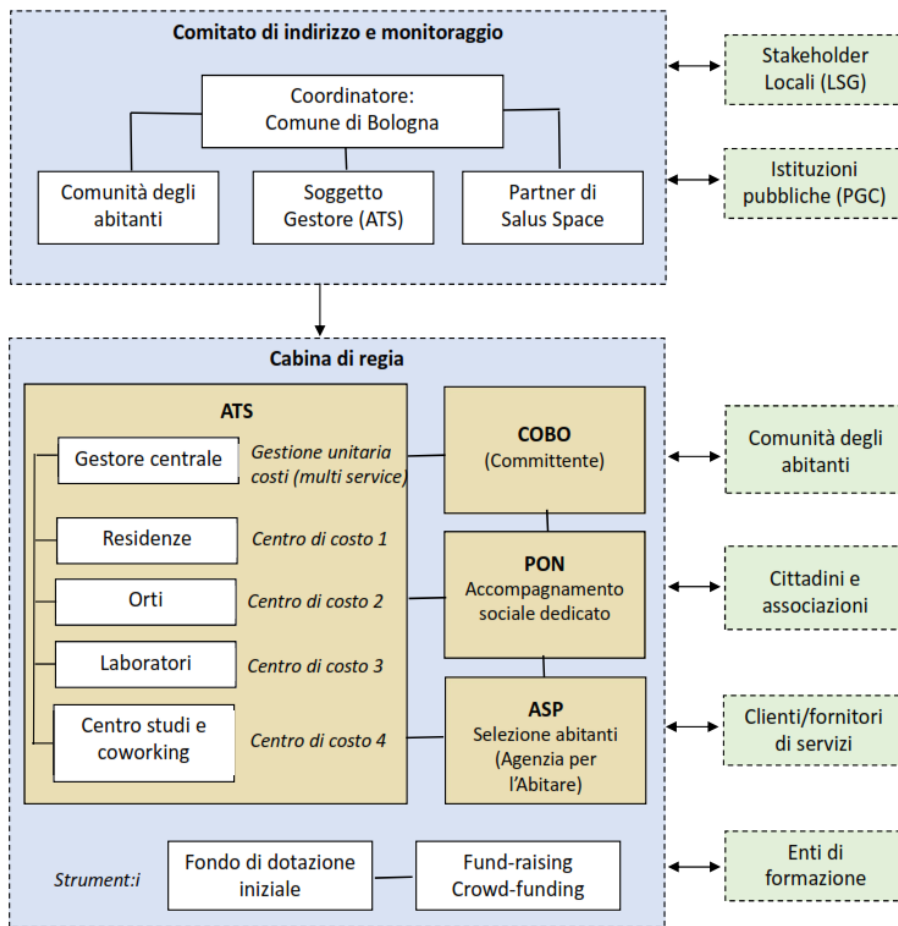 Comitato di indirizzo e monitoraggio
Coordinatore:
Comune di Bologna
Comunità degli
abitanti
Soggetto
Gestore (ATS)
Partner di
Salus Space
Stakeholder
Locali (LSG)
Istituzioni
pubbliche (PGC)
Cabina di regia
ATS
Gestore centrale
Gestione unitaria
costi (multi service)
Residenze
Centro di costo 1
Orti
Centro di costo 2
Laboratori
Centro di costo 3
Centro studi e
coworking
Centro di costo 4
COBO
(Committente)
PON
Accompagnamento
sociale dedicato
ASP
Selezione abitanti
(Agenzia per
l’Abitare)
Strument:i
Fondo di dotazione
iniziale
Fund-raising
Crowd-funding
Comunità degli
abitanti
Cittadini e
associazioni
Clienti/fornitori
di servizi
Enti di
formazione